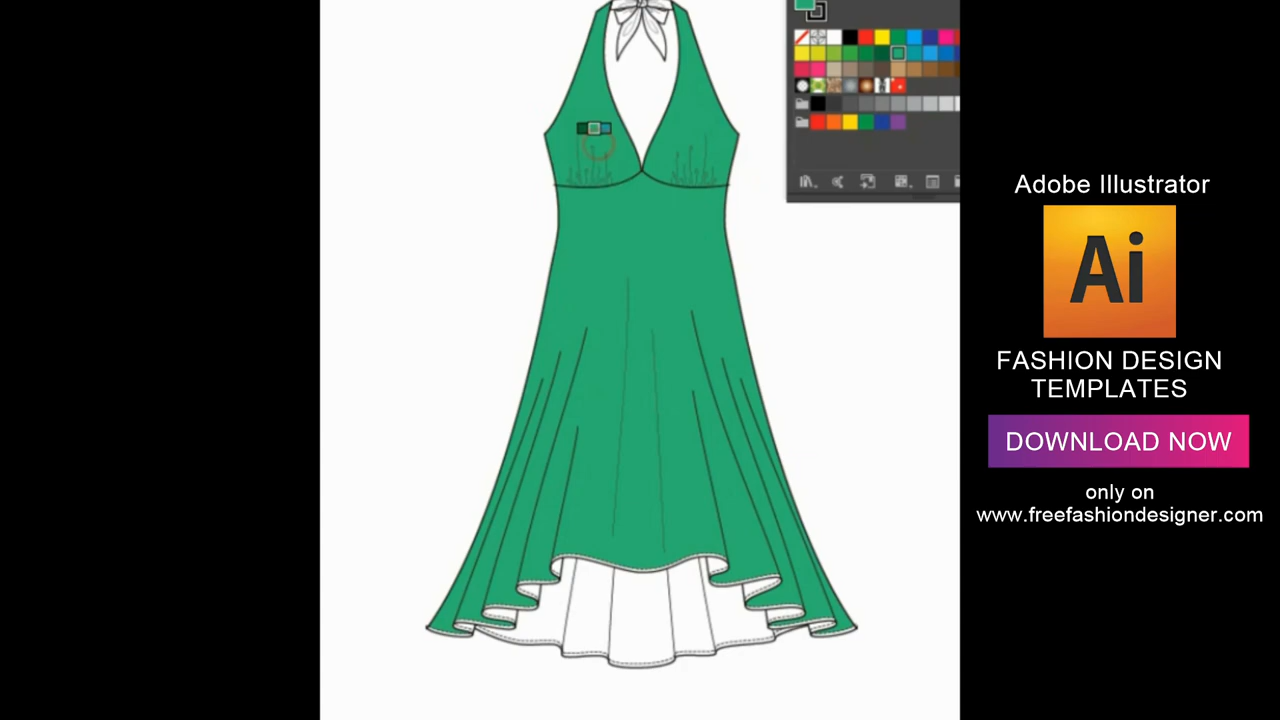 Adobe Illustrator
Ai
FASHION DESIGN
TEMPLATES
DOWNLOAD NOW
only on
www.freefashiondesigner.com